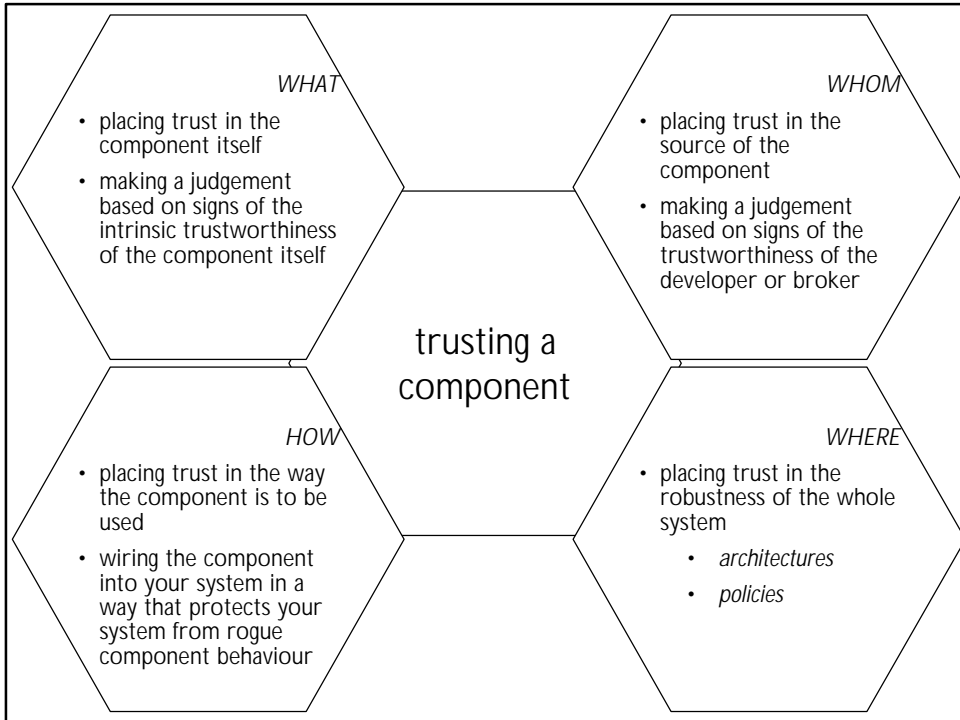 WHAT
• placing trust in the
component itself
• making a judgement
based on signs of the
intrinsic trustworthiness
of the component itself
WHOM
• placing trust in the
source of the
component
• making a judgement
based on signs of the
trustworthiness of the
developer or broker
trusting a
component
HOW
• placing trust in the way
the component is to be
used
• wiring the component
into your system in a
way that protects your
system from rogue
component behaviour
WHERE
• placing trust in the
robustness of the whole
system
• architectures
• policies